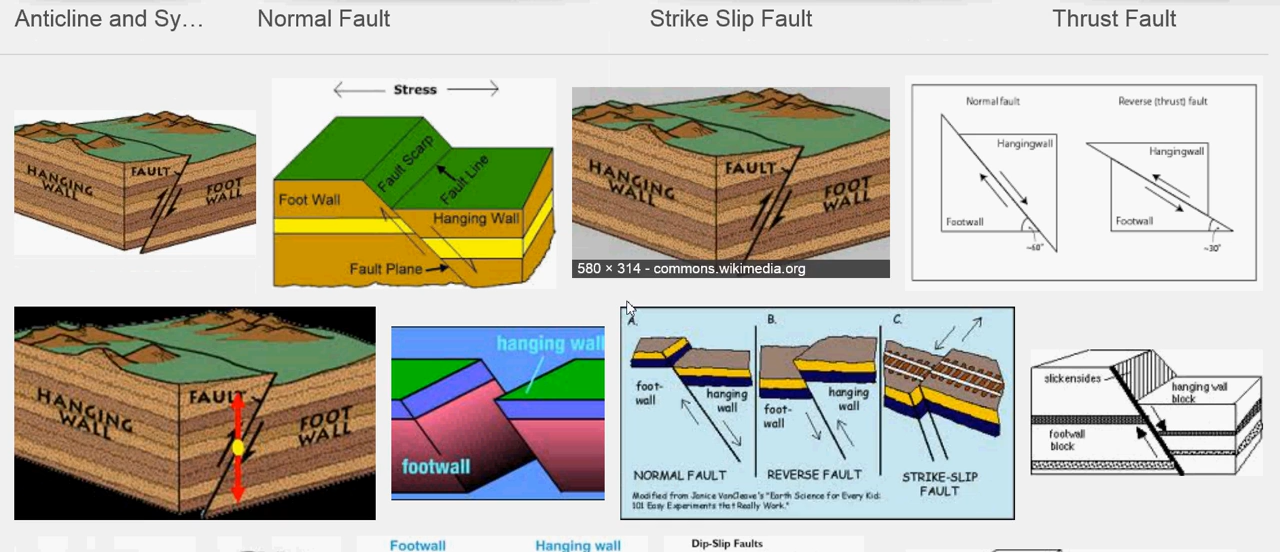 Anticline and Sy...
Normal Fault
Strike Slip Fault
Thrust Fault
HANGING
WALL
FAULT
FOOT
WALL
Stress
Fault Scarp
Fault Line
Foot Wall
Hanging Wall
Fault Plane
HANGING
WALL
FAULT
FOOT
WALL
580 × 314 - commons.wikimedia.org
Normal fault
Reverse (thrust) fault
Hangingwall
Hangingwall
Footwall
Footwall
~60°
~30°
HANGING
WALL
FAULT
FOOT
WALL
hanging wall
footwall
A.
B.
C.
foot-
wall
hanging
wall
foot-
wall
hanging
wall
NORMAL FAULT
REVERSE FAULT
STRIKE-SLIP
FAULT
Modified from Janice VanCleave's "Earth Science for Every Kid:
101 Easy Experiments that Really Work."
slickensides
hanging wall
block
footwall
block
Footwall
Hanging wall
Dip-Slip Faults